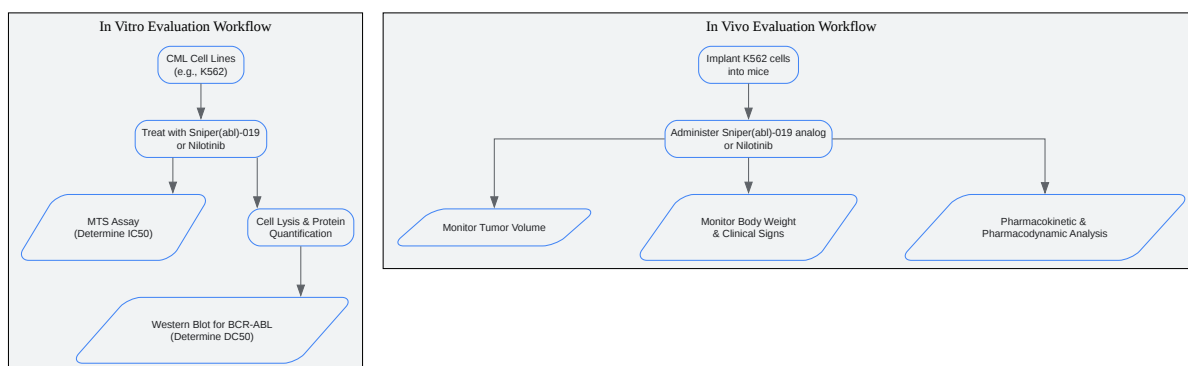 In Vitro Evaluation Workflow
CML Cell Lines
(e.g., K562)
Treat with Sniper(abl)-019
or Nilotinib
MTS Assay
(Determine IC50)
Cell Lysis & Protein
Quantification
Western Blot for BCR-ABL
(Determine DC50)
In Vivo Evaluation Workflow
Implant K562 cells
into mice
Administer Sniper(abl)-019 analog
or Nilotinib
Monitor Tumor Volume
Monitor Body Weight
& Clinical Signs
Pharmacokinetic &
Pharmacodynamic Analysis